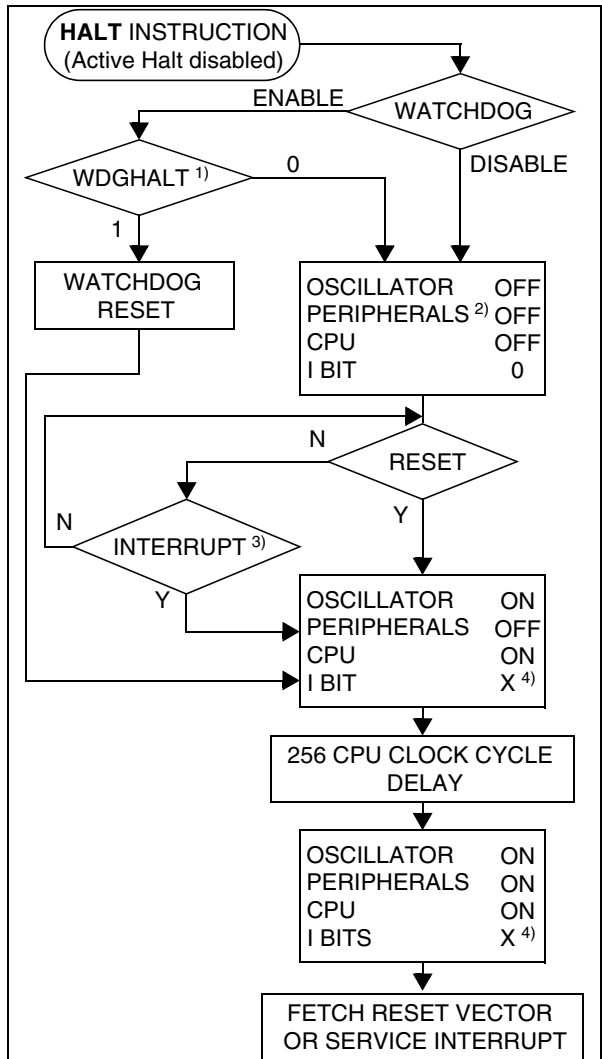 HALT INSTRUCTION
(Active Halt disabled)
ENABLE
WATCHDOG
WDGHALT 1)
0
DISABLE
1
WATCHDOG
RESET
OSCILLATOR OFF
PERIPHERALS 2) OFF
CPU OFF
I BIT 0
N
RESET
N
INTERRUPT 3)
Y
Y
OSCILLATOR ON
PERIPHERALS OFF
CPU ON
I BIT X 4)
256 CPU CLOCK CYCLE
DELAY
OSCILLATOR ON
PERIPHERALS ON
CPU ON
I BITS X 4)
FETCH RESET VECTOR
OR SERVICE INTERRUPT